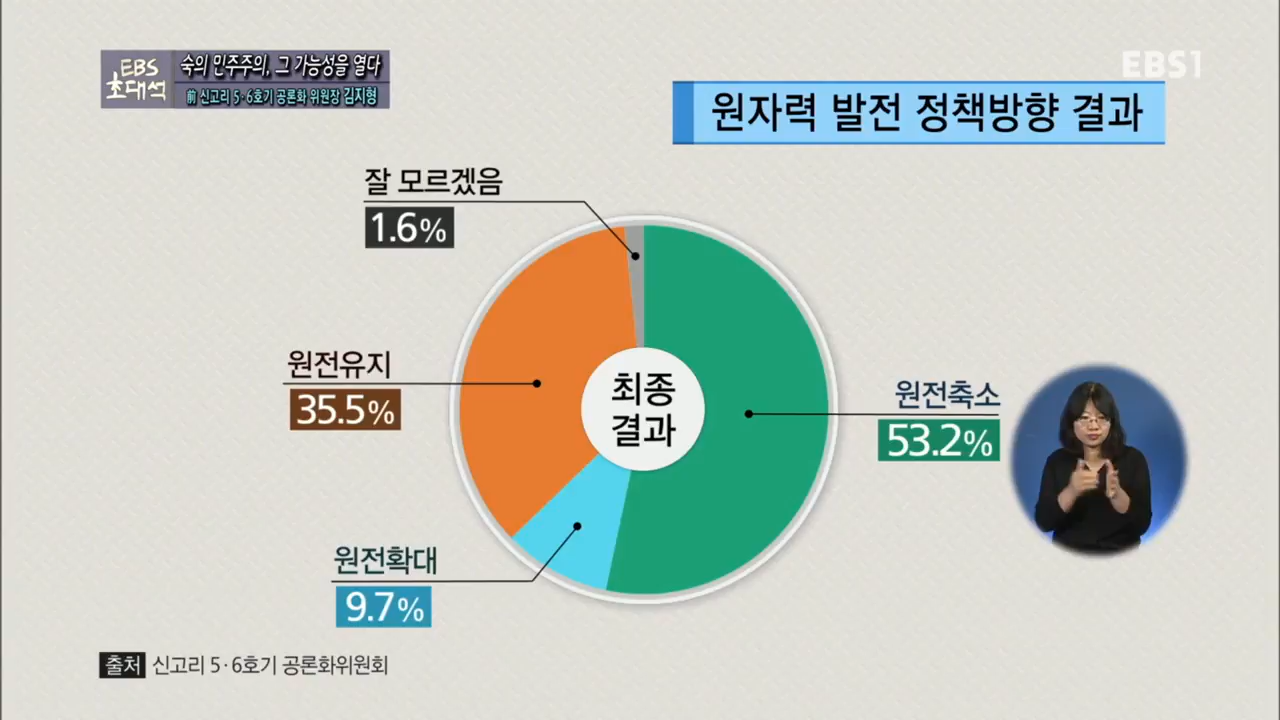 EBS
초대석
숙의 민주주의, 그 가능성을 열다
前 신고리 5·6호기 공론화 위원장 김지형
EBS1
원자력 발전 정책방향 결과
잘 모르겠음
1.6%
원전유지
35.5%
최종
결과
원전축소
53.2%
원전확대
9.7%
출처 신고리 5·6호기 공론화위원회